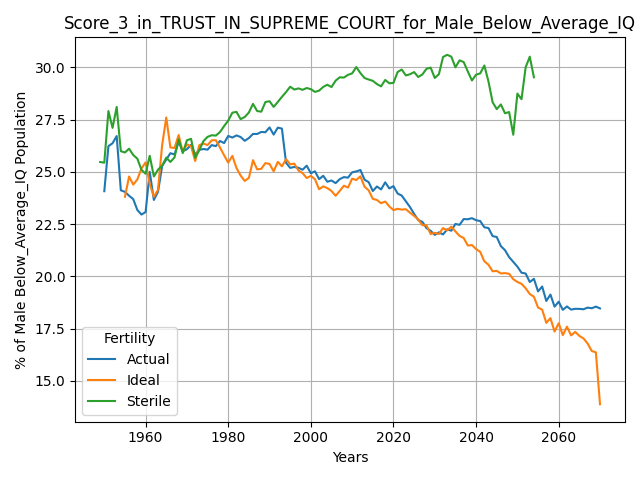 Score_3_in_TRUST_IN_SUPREME_COURT_for_Male_Below_Average_IQ
% of Male Below_Average_IQ Population
30.0
27.5
25.0
22.5
20.0
17.5
15.0
Fertility
Actual
Ideal
Sterile
1960 1980 2000 2020 2040 2060
Years